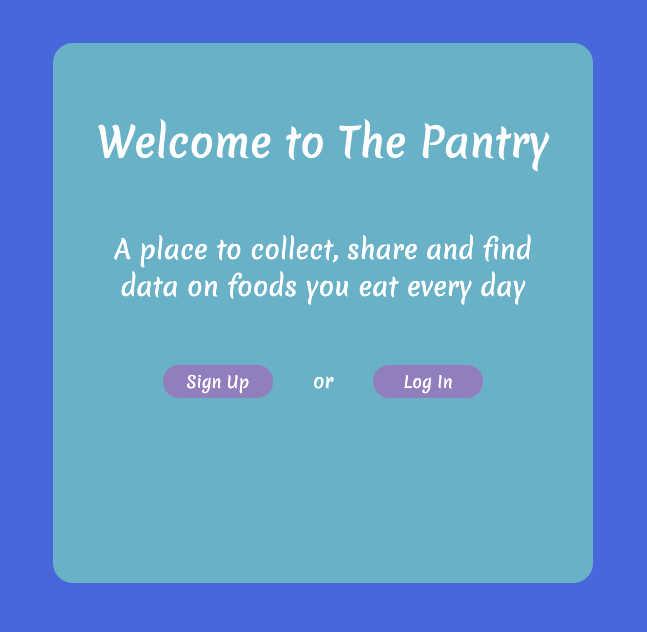 Welcome to The Pantry
A place to collect, share and find
data on foods you eat every day
Sign Up or Log In